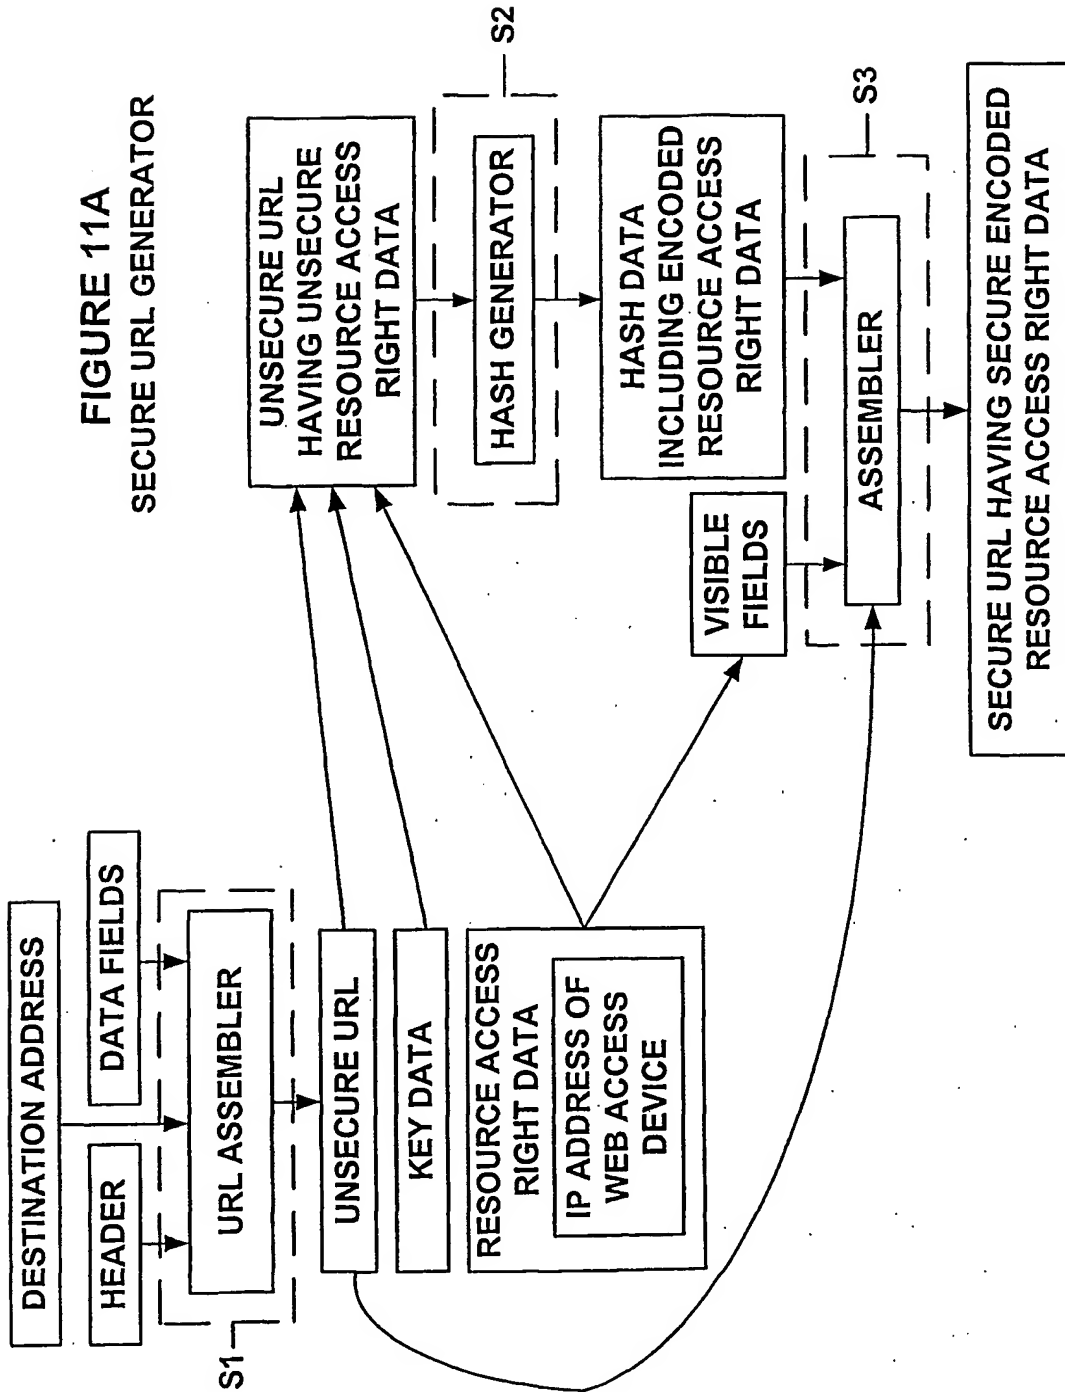 FIGURE 11A
SECURE URL GENERATOR
DESTINATION ADDRESS
HEADER
DATA FIELDS
URL ASSEMBLER
S1
UNSECURE URL
KEY DATA
RESOURCE ACCESS
RIGHT DATA
IP ADDRESS OF
WEB ACCESS
DEVICE
UNSECURE URL
HAVING UNSECURE
RESOURCE ACCESS
RIGHT DATA
HASH GENERATOR
S2
HASH DATA
INCLUDING ENCODED
RESOURCE ACCESS
RIGHT DATA
VISIBLE
FIELDS
ASSEMBLER
S3
SECURE URL HAVING SECURE ENCODED
RESOURCE ACCESS RIGHT DATA